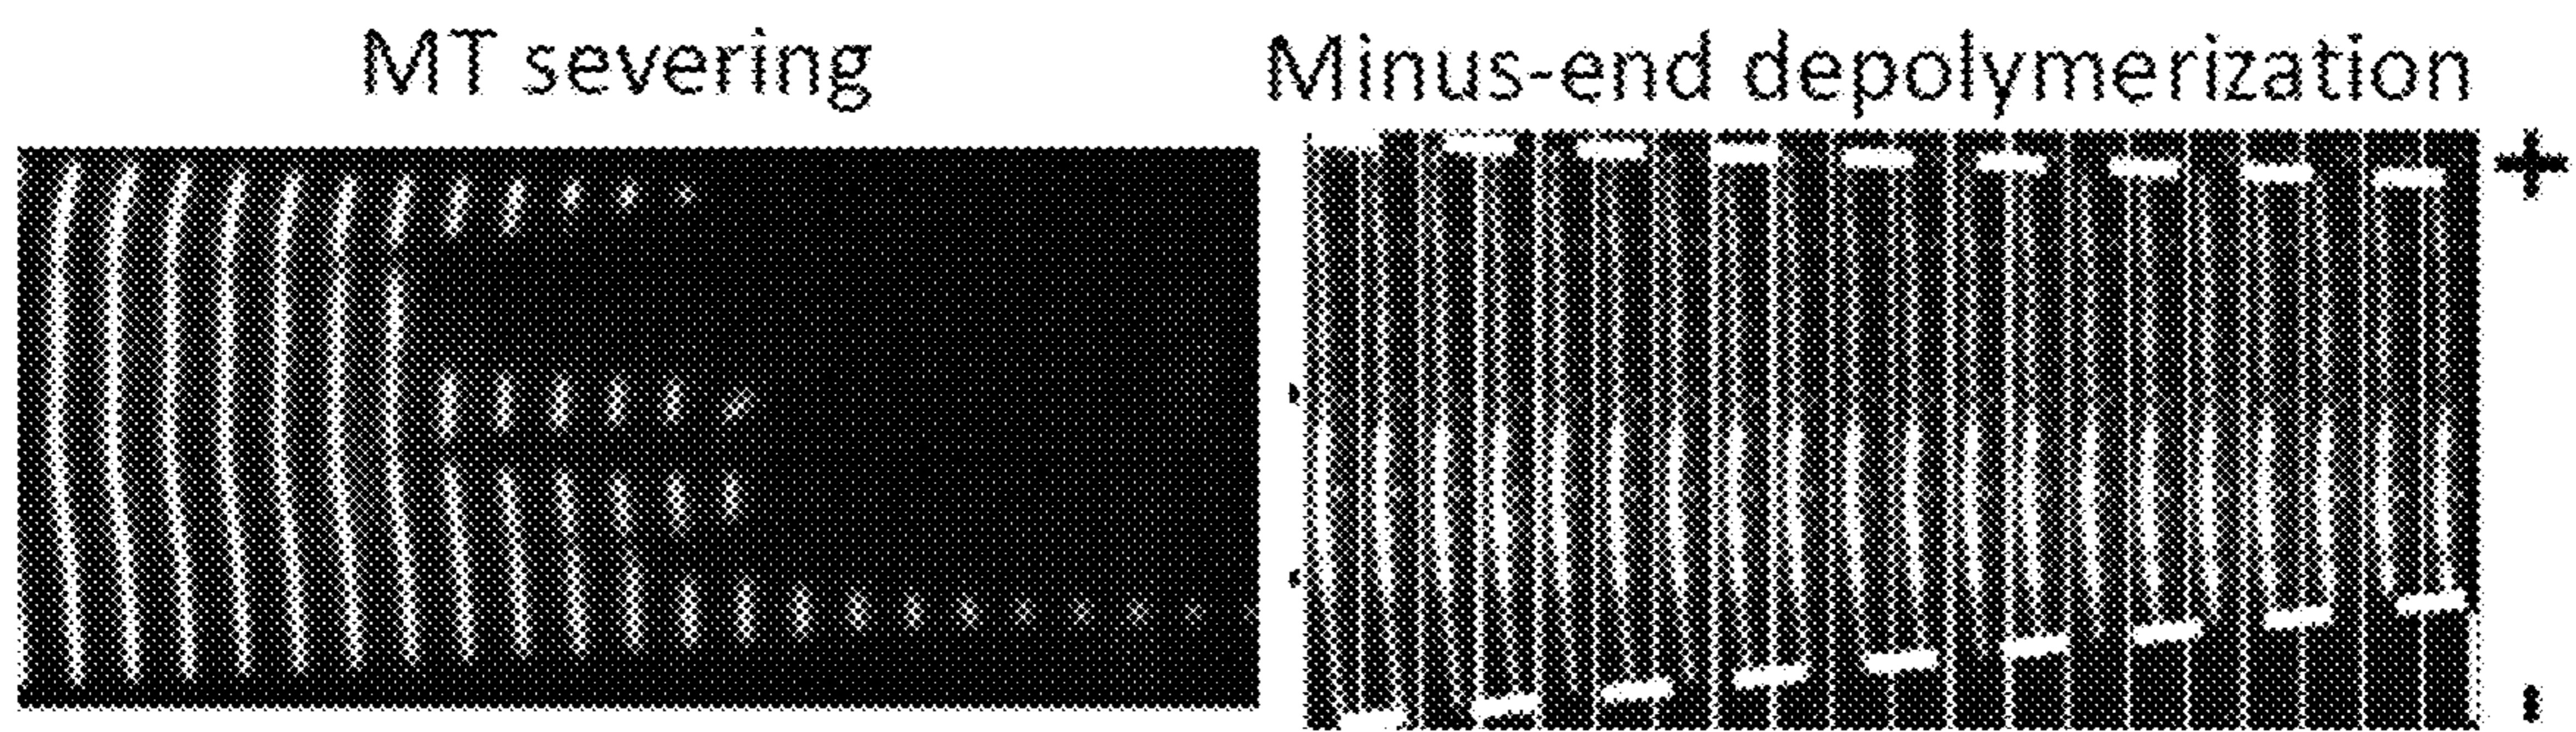 MT severing
Minus-end depolymerization
+
-